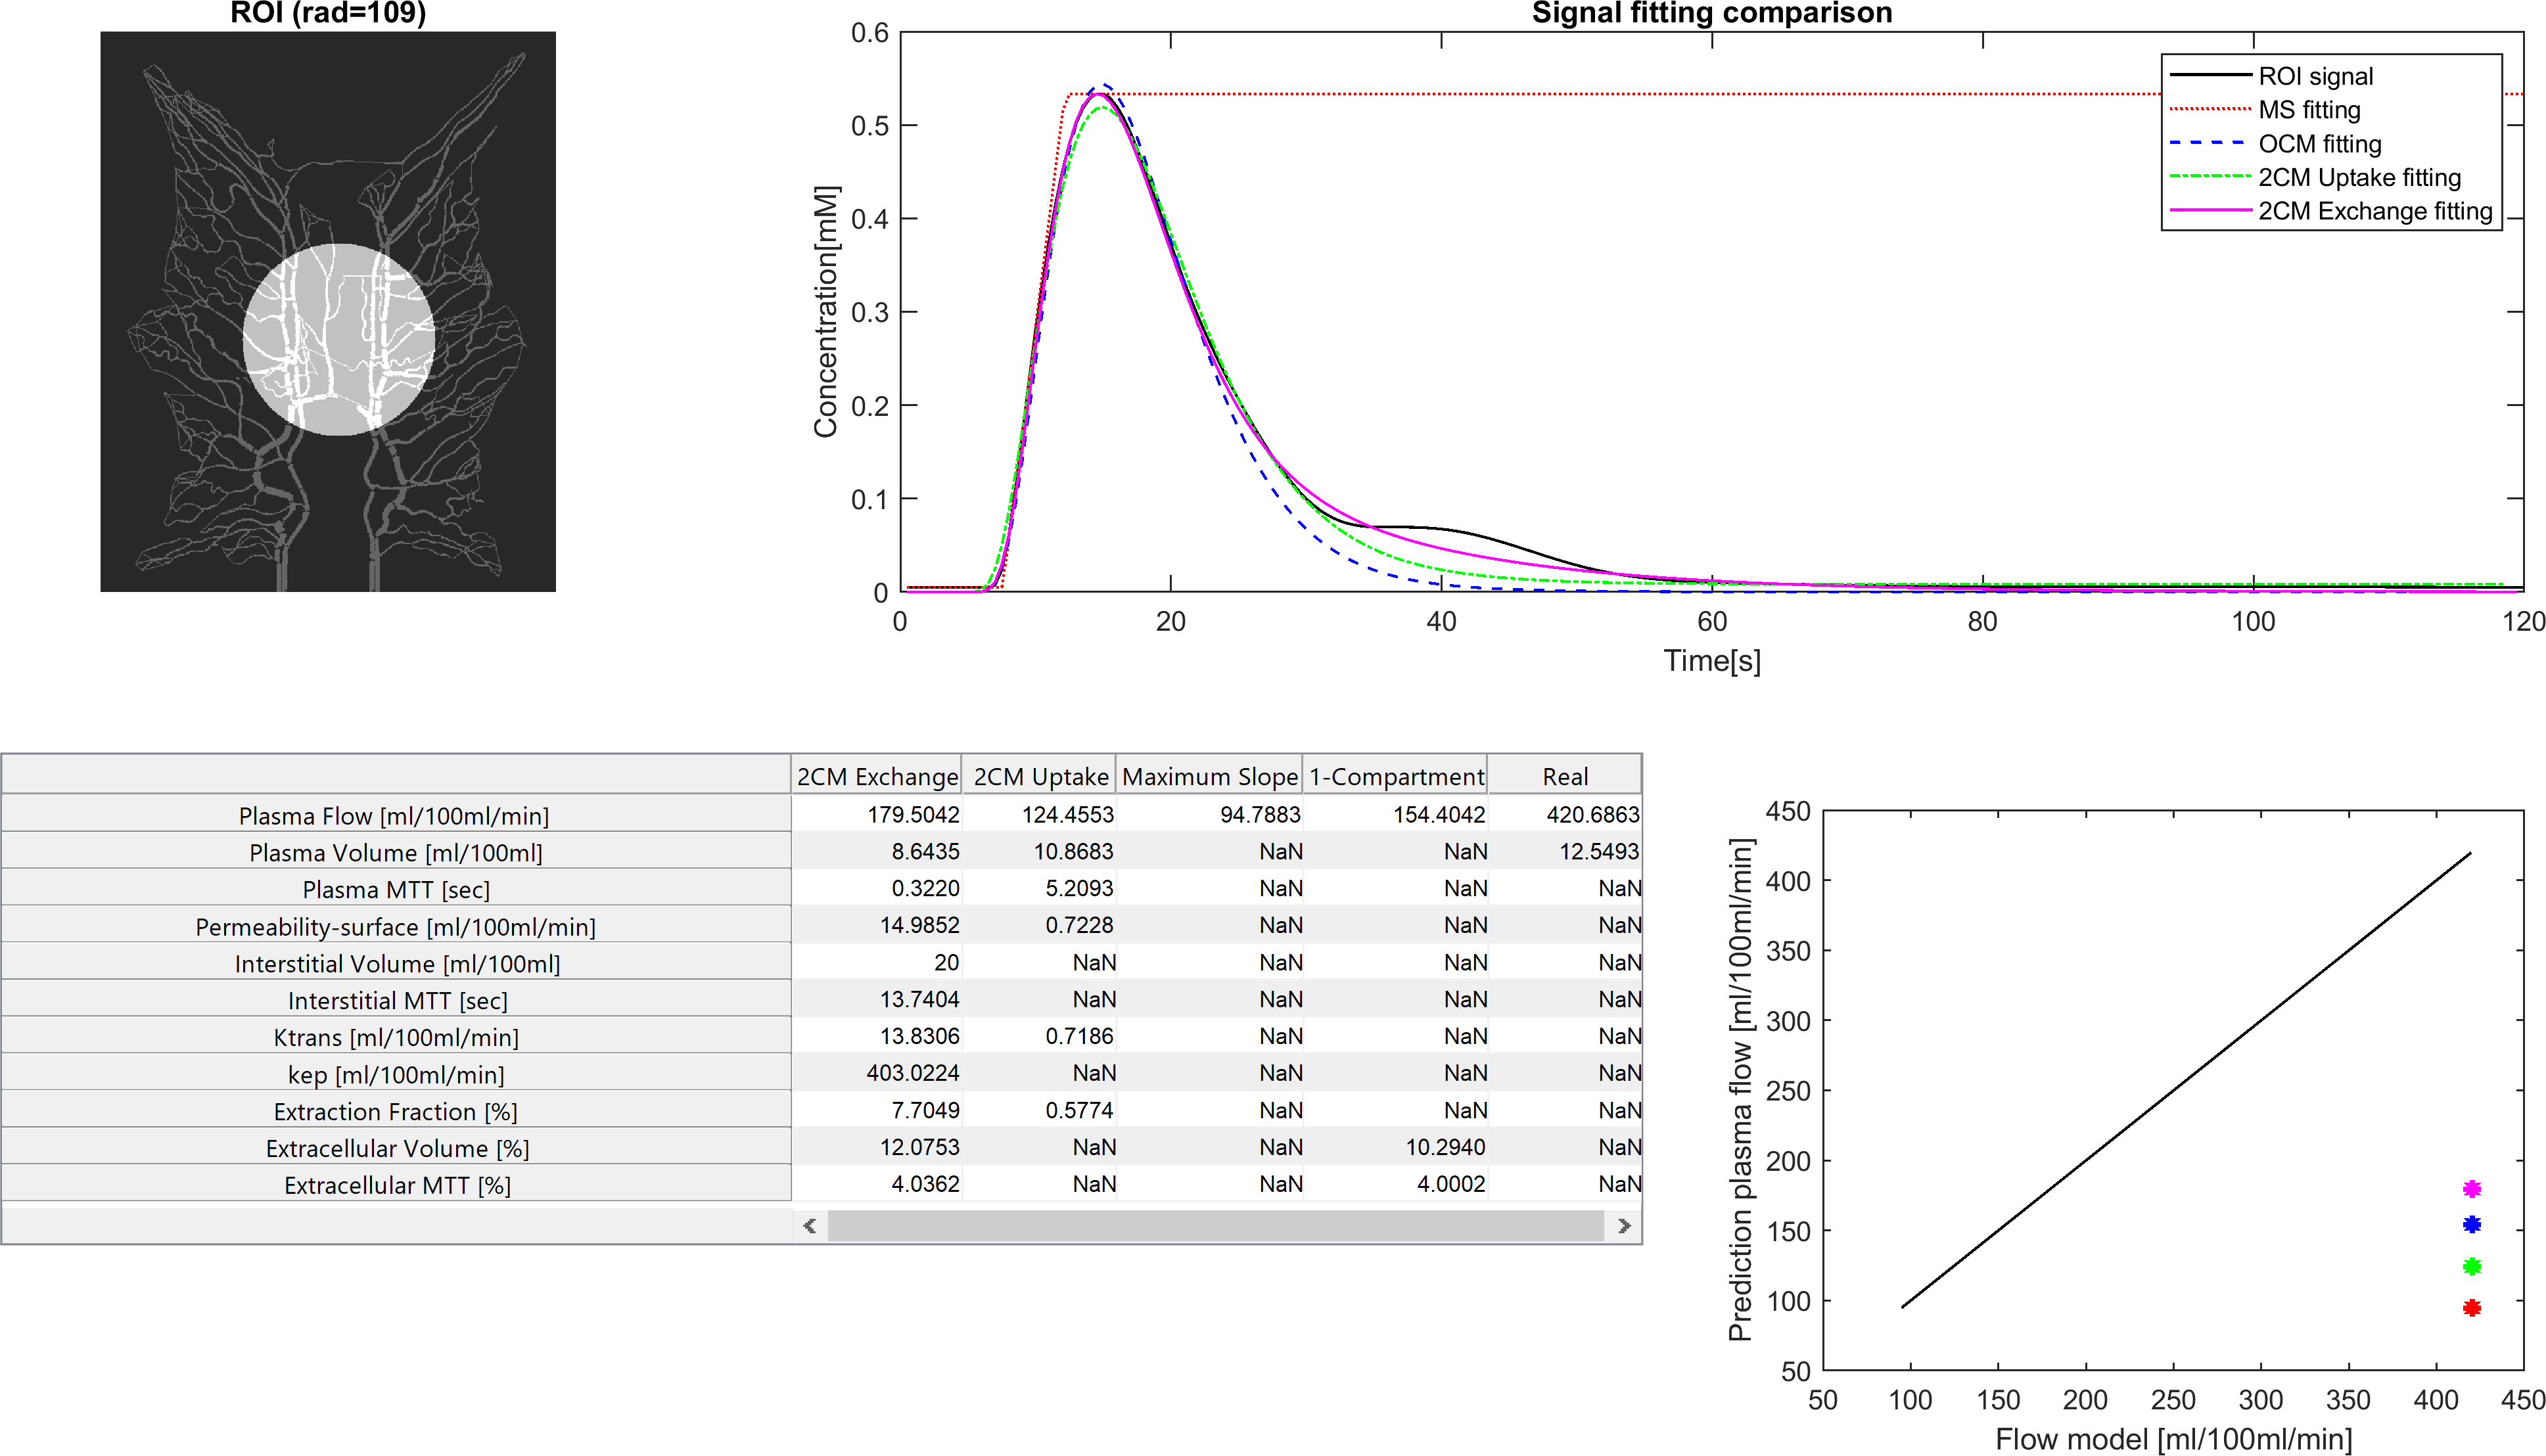 ROI (rad=109)
Signal fitting comparison
0.6
0.5
0.4
0.3
0.2
0.1
0
Concentration[mM]
0 20 40 60 80 100 120
Time[s]
ROI signal
MS fitting
OCM fitting
2CM Uptake fitting
2CM Exchange fitting
2CM Exchange 2CM Uptake Maximum Slope 1-Compartment Real
Plasma Flow [ml/100ml/min] 179.5042 124.4553 94.7883 154.4042 420.6863
Plasma Volume [ml/100ml] 8.6435 10.8683 NaN NaN 12.5493
Plasma MTT [sec] 0.3220 5.2093 NaN NaN NaN
Permeability-surface [ml/100ml/min] 14.9852 0.7228 NaN NaN NaN
Interstitial Volume [ml/100ml] 20 NaN NaN NaN NaN
Interstitial MTT [sec] 13.7404 NaN NaN NaN NaN
Ktrans [ml/100ml/min] 13.8306 0.7186 NaN NaN NaN
kep [ml/100ml/min] 403.0224 NaN NaN NaN NaN
Extraction Fraction [%] 7.7049 0.5774 NaN NaN NaN
Extracellular Volume [%] 12.0753 NaN NaN 10.2940 NaN
Extracellular MTT [%] 4.0362 NaN NaN 4.0002 NaN
450
400
350
300
250
200
150
100
50
Prediction plasma flow [ml/100ml/min]
50 100 150 200 250 300 350 400 450
Flow model [ml/100ml/min]